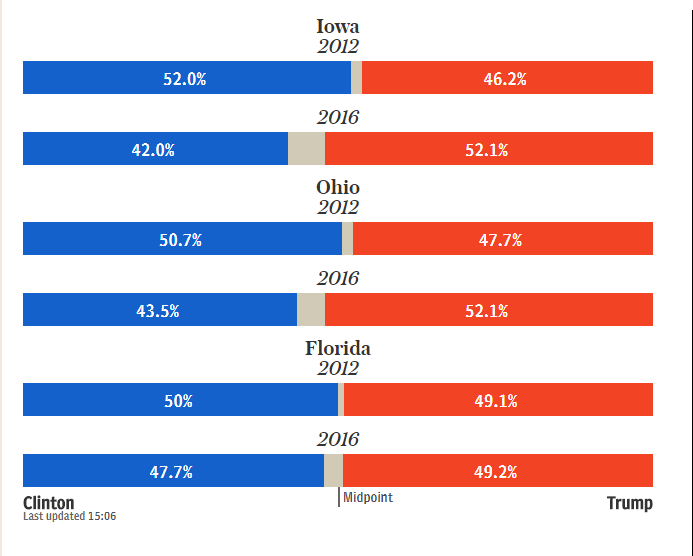 Iowa
2012
52.0% 46.2%
2016
42.0% 52.1%
Ohio
2012
50.7% 47.7%
2016
43.5% 52.1%
Florida
2012
50% 49.1%
2016
47.7% 49.2%
Midpoint
Clinton Trump
Last updated 15:06